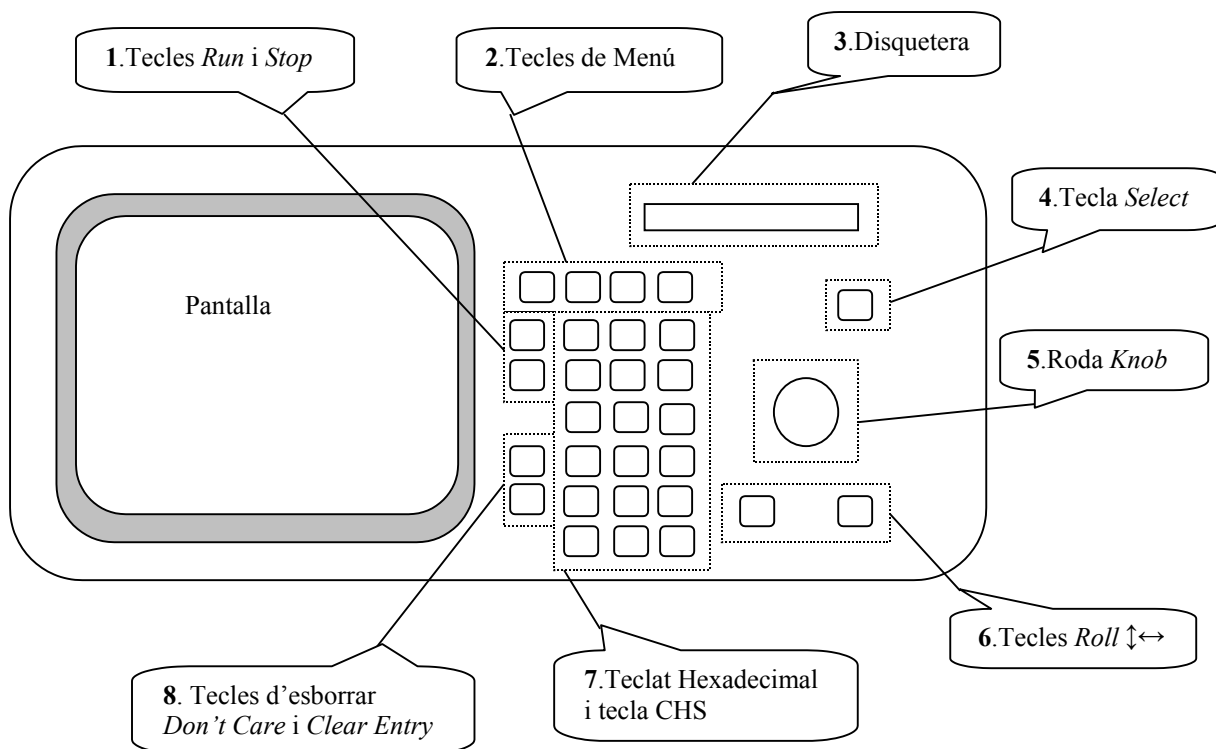 1.Tecles Run i Stop
2.Tecles de Menú
3.Disquetera
4.Tecla Select
Pantalla
5.Roda Knob
6.Tecles Roll ↕↔
7.Teclat Hexadecimal
i tecla CHS
8. Tecles d’esborrar
Don’t Care i Clear Entry